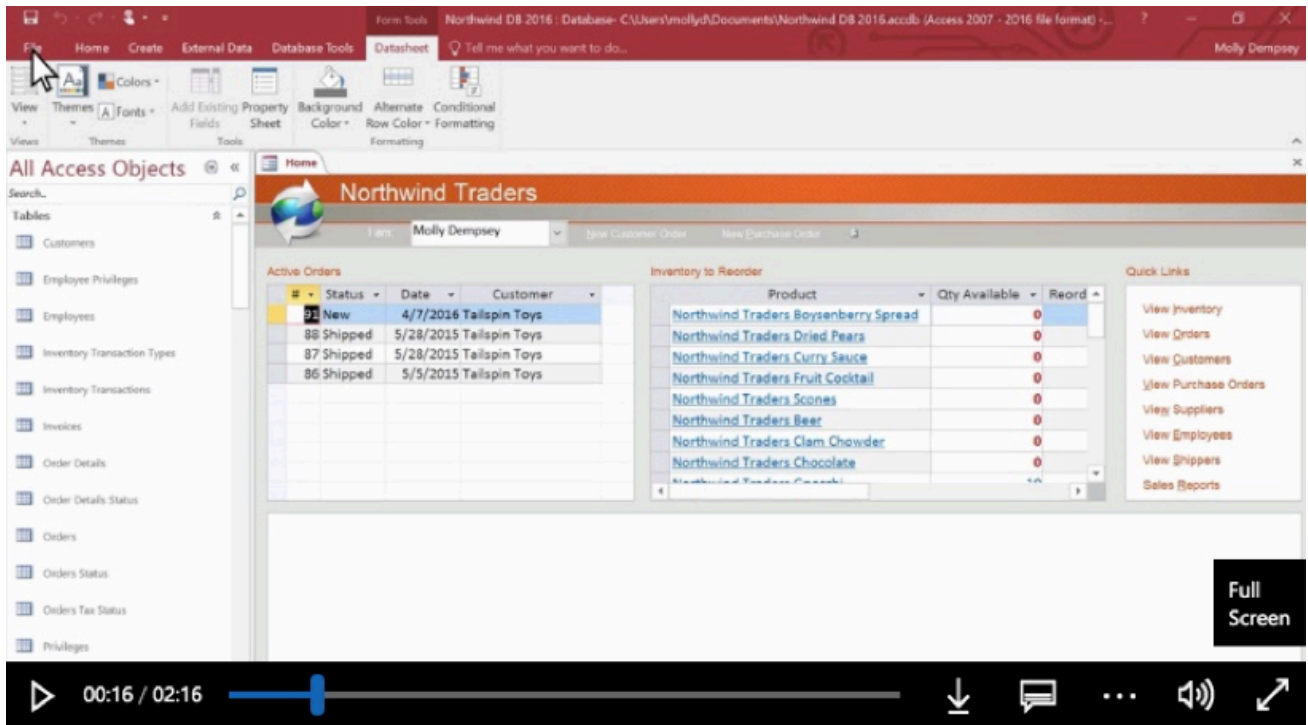 Form Tools Northwind DB 2016 : Database- C:\Users\mollyd\Documents\Northwind DB 2016.accdb (Access 2007 - 2016 file format) -... ?
File Home Create External Data Database Tools Datasheet Tell me what you want to do... Molly Dempsey
View Themes Aa Colors A Fonts Add Existing Fields Property Sheet Background Color Alternate Row Color Conditional Formatting
Views Themes Tools Formatting
All Access Objects «
Search..
Tables
Customers
Employee Privileges
Employees
Inventory Transaction Types
Inventory Transactions
Invoices
Order Details
Order Details Status
Orders
Orders Status
Orders Tax Status
Privileges
Home
Northwind Traders
I am: Molly Dempsey New Customer Order New Purchase Order
Active Orders
# Status Date Customer
91 New 4/7/2016 Tailspin Toys
88 Shipped 5/28/2015 Tailspin Toys
87 Shipped 5/28/2015 Tailspin Toys
86 Shipped 5/5/2015 Tailspin Toys
Inventory to Reorder
Product Qty Available Reord
Northwind Traders Boysenberry Spread 0
Northwind Traders Dried Pears 0
Northwind Traders Curry Sauce 0
Northwind Traders Fruit Cocktail 0
Northwind Traders Scones 0
Northwind Traders Beer 0
Northwind Traders Clam Chowder 0
Northwind Traders Chocolate 0
Northwind Traders 10
Quick Links
View Inventory
View Orders
View Customers
View Purchase Orders
View Suppliers
View Employees
View Shippers
Sales Reports
Full
Screen
00:16 / 02:16